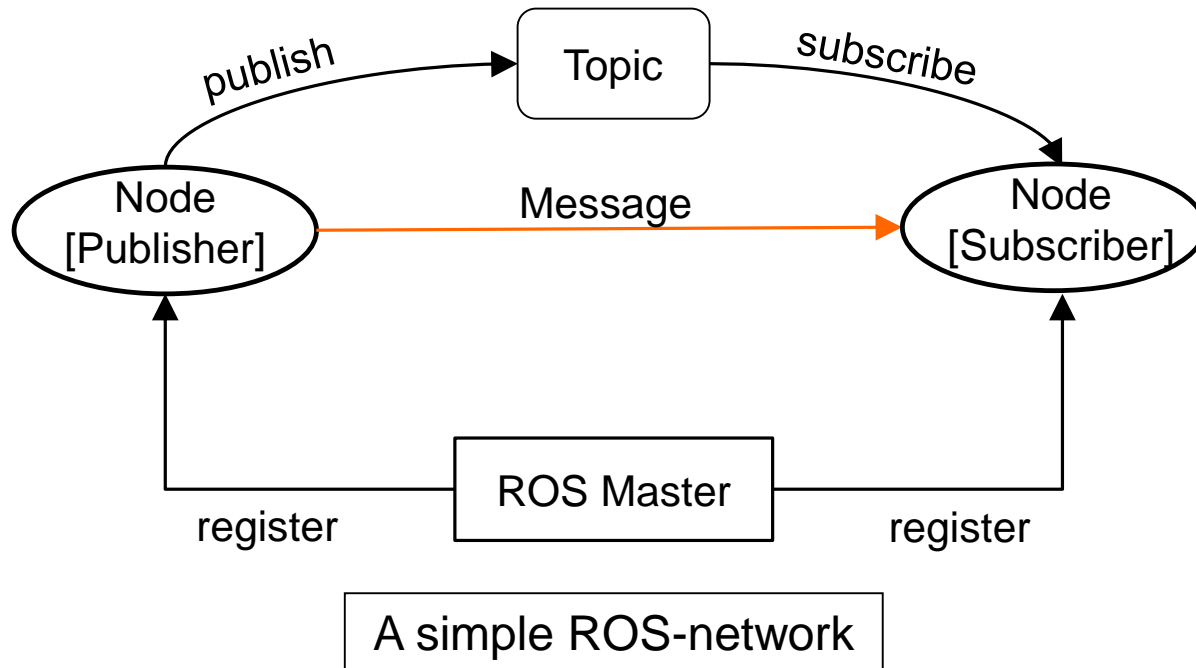 publish
Topic
subscribe
Node
[Publisher]
Message
Node
[Subscriber]
ROS Master
register
register
A simple ROS-network